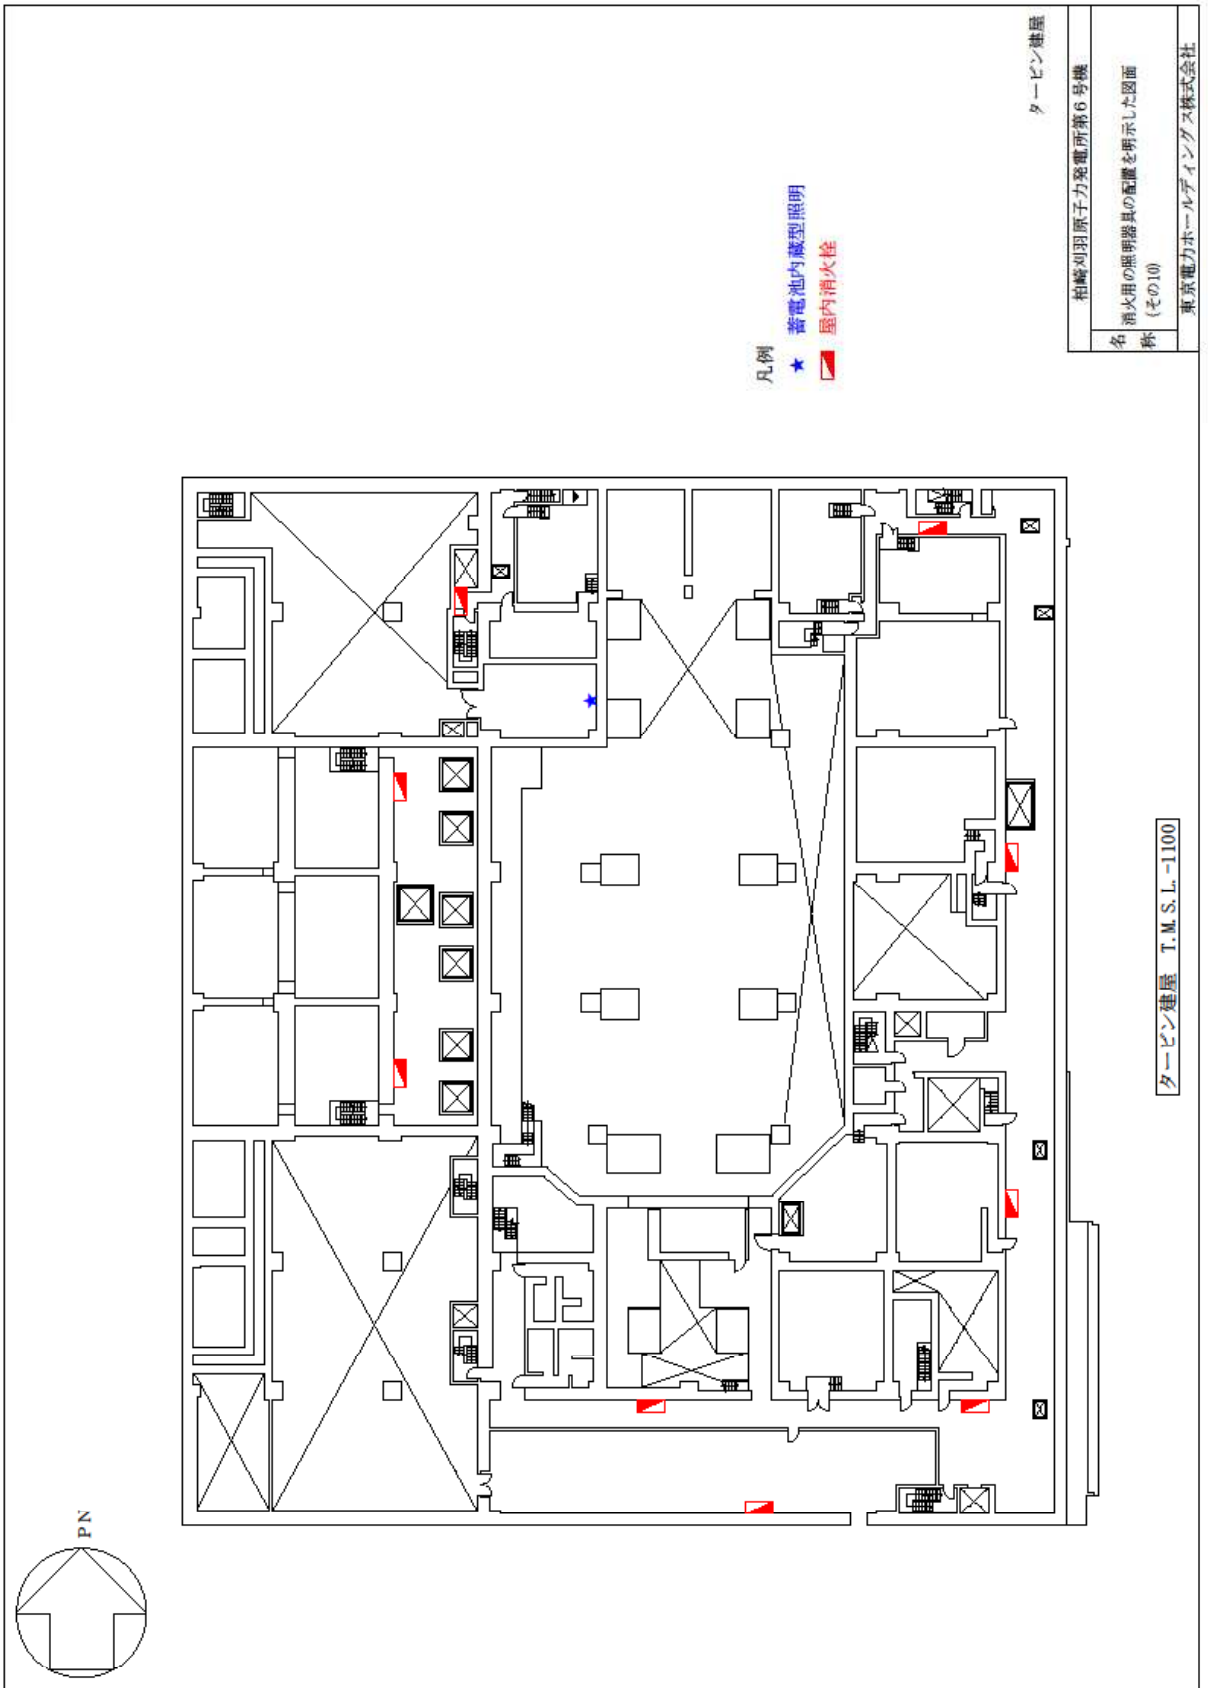 PN
タービン建屋 T.M.S.L.-1100
凡例
★ 蓄電池内蔵型照明
屋内消火栓
タービン建屋
柏崎刈羽原子力発電所第6号機
名称
消火用の照明器具の配置を明示した図面
(その10)
東京電力ホールディングス株式会社